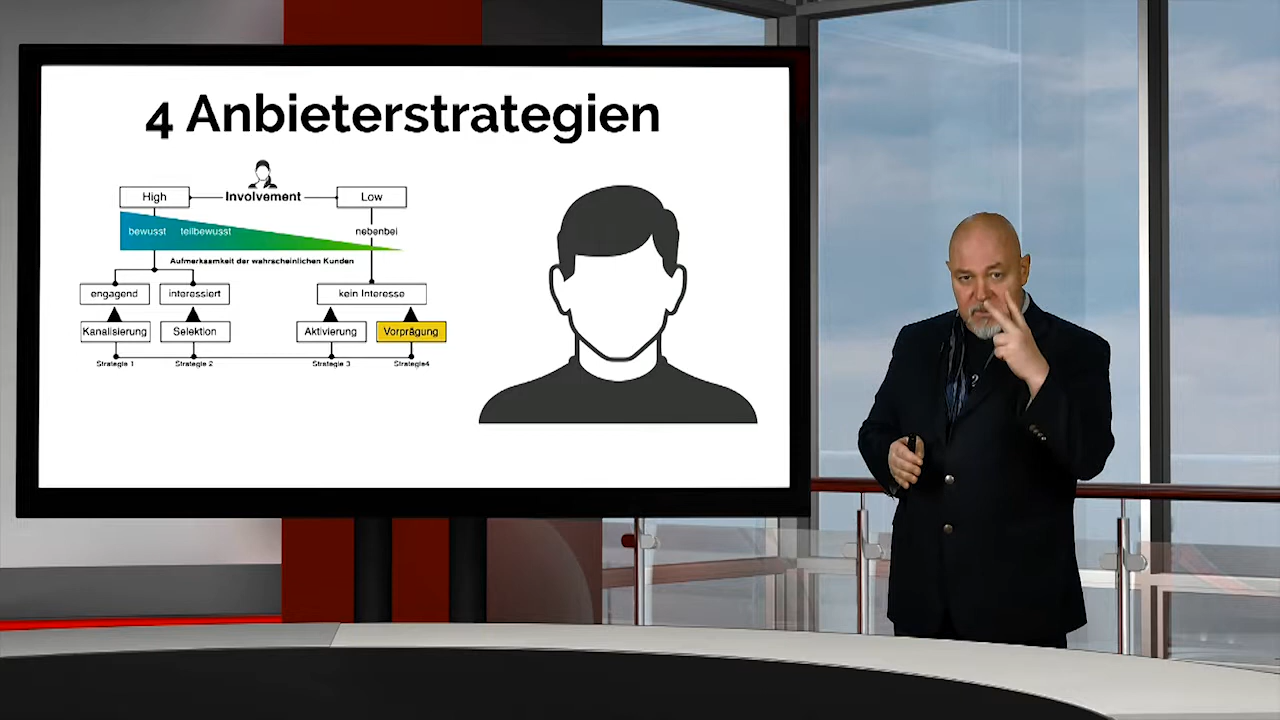 4 Anbieterstrategien
High Involvement Low
bewusst teilbewusst nebenbei
Aufmerksamkeit der wahrscheinlichen Kunden
engagend interessiert kein Interesse
Kanalisierung Selektion Aktivierung Vorprägung
Strategie 1 Strategie 2 Strategie 3 Strategie4